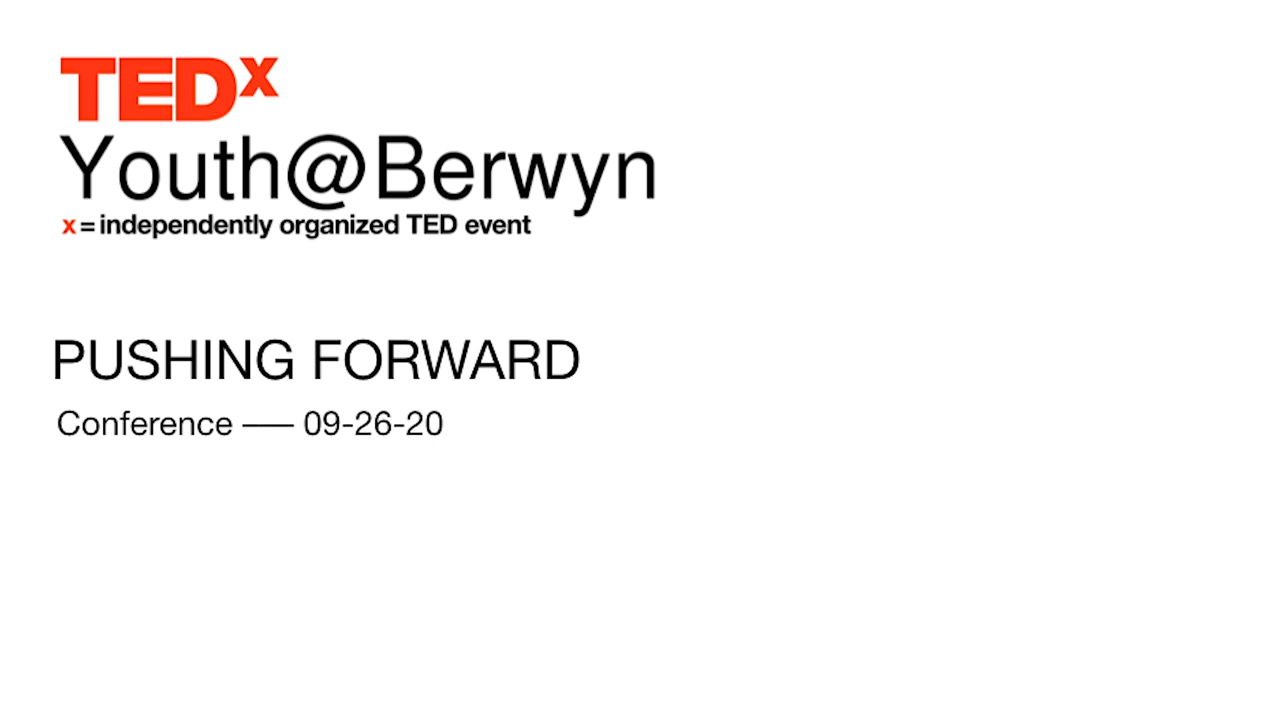 TEDx
Youth@Berwyn
x = independently organized TED event
PUSHING FORWARD
Conference —– 09-26-20